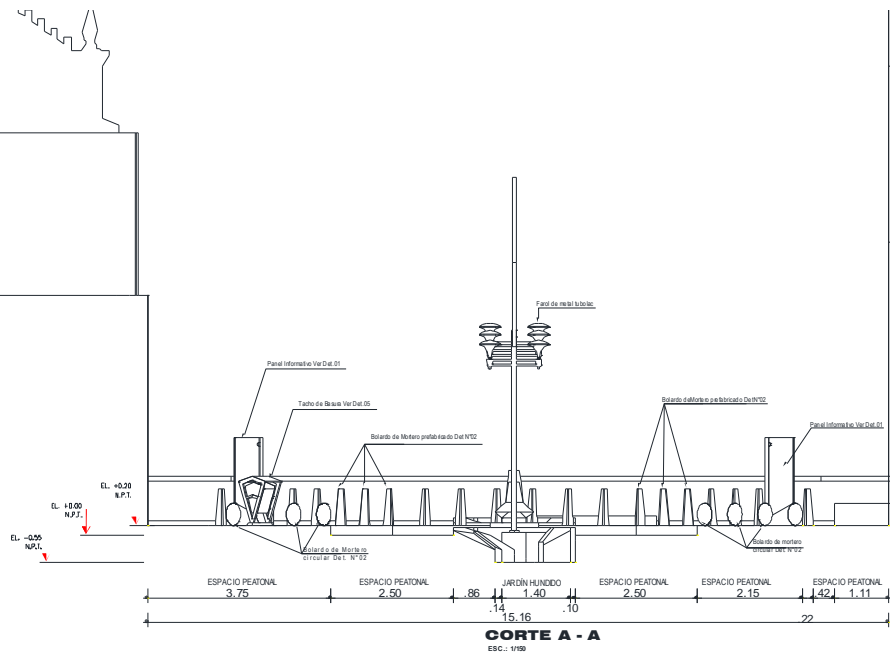 Farol de metal tubolac
Panel Informativo Ver Det.01
Tacho de Basura Ver Det.05
Bolardo de Mortero prefabricado Det N°02
Bolardo de Mortero prefabricado Det N°02
Panel Informativo Ver Det.01
EL. +0.20
N.P.T.
EL. +0.00
N.P.T.
EL. -0.55
N.P.T.
Bolardo de Mortero
circular Det. N°02
Bolardo de mortero
circular Det N°02
ESPACIO PEATONAL
ESPACIO PEATONAL
JARDÍN HUNDIDO
ESPACIO PEATONAL
ESPACIO PEATONAL
ESPACIO PEATONAL
3.75
2.50
.86
1.40
2.50
2.15
.42
1.11
.14
.10
15.16
.22
CORTE A - A
ESC.: 1/150